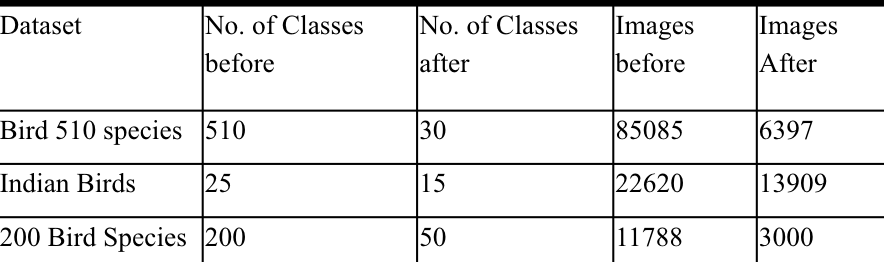 Dataset No. of Classes before No. of Classes after Images before Images After
Bird 510 species 510 30 85085 6397
Indian Birds 25 15 22620 13909
200 Bird Species 200 50 11788 3000